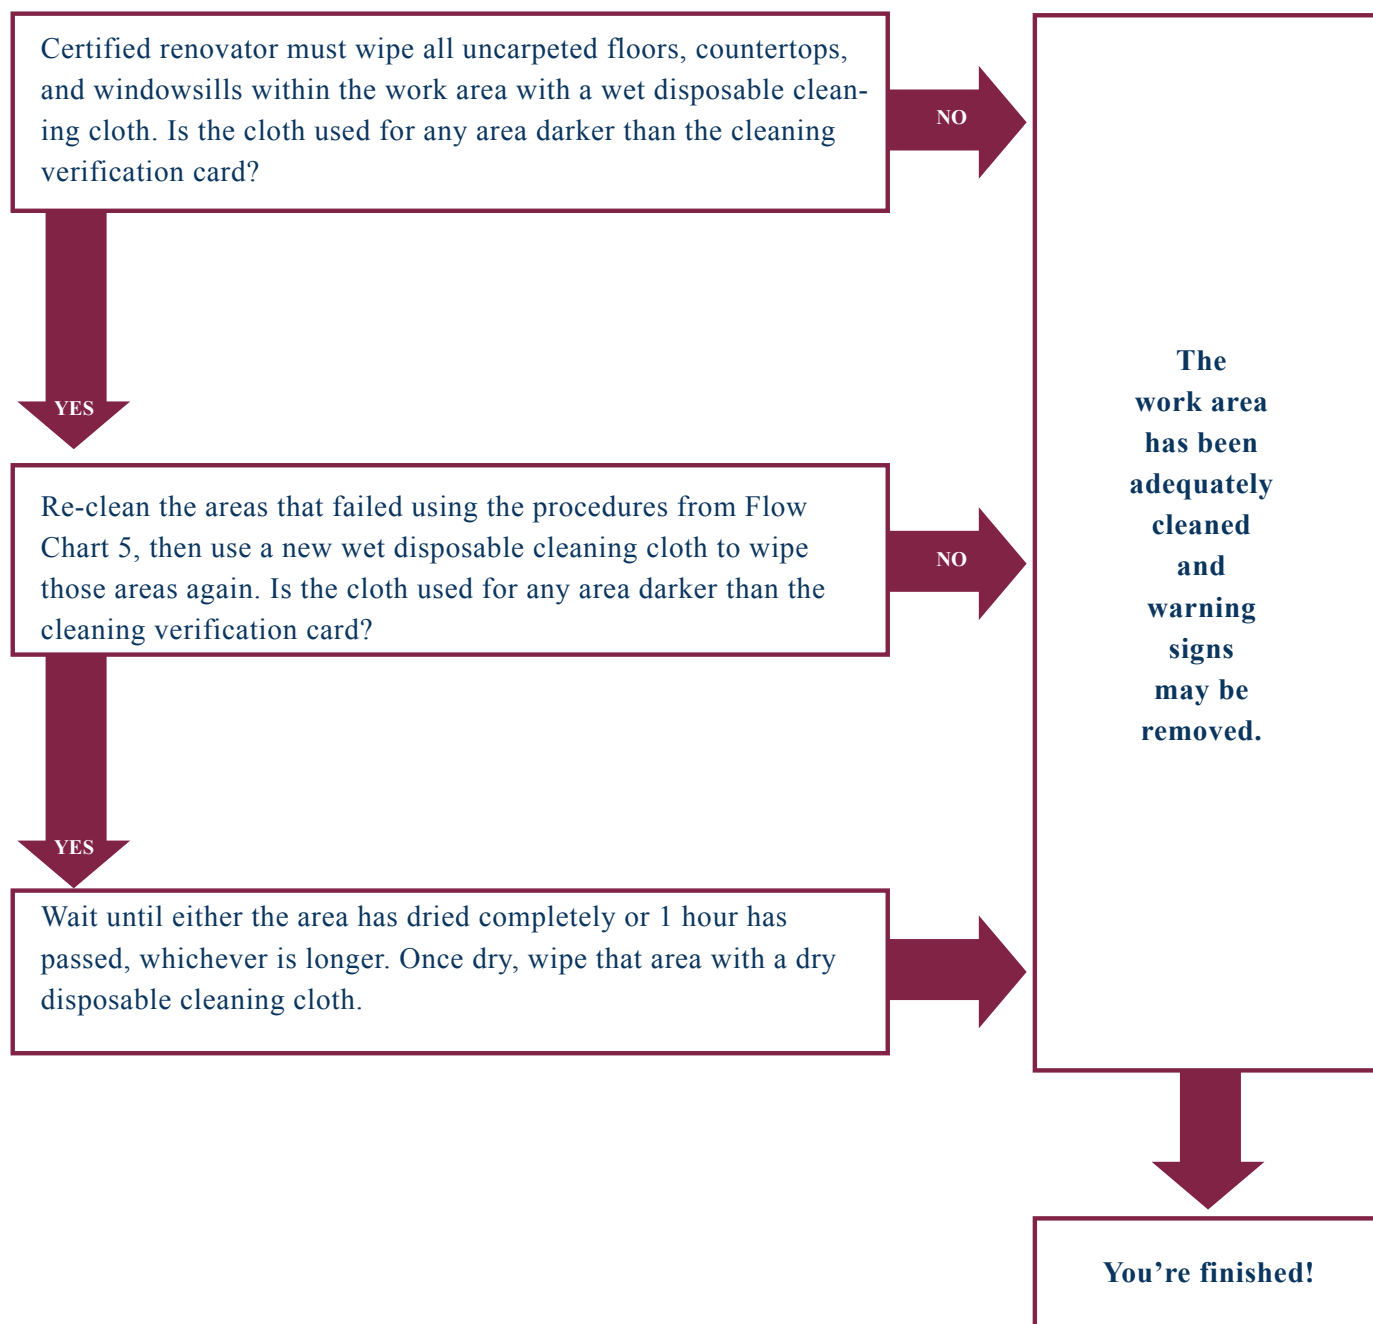 Certified renovator must wipe all uncarpeted floors, countertops,
and windowsills within the work area with a wet disposable clean-
ing cloth. Is the cloth used for any area darker than the cleaning
verification card?
NO
YES
Re-clean the areas that failed using the procedures from Flow
Chart 5, then use a new wet disposable cleaning cloth to wipe
those areas again. Is the cloth used for any area darker than the
cleaning verification card?
NO
YES
Wait until either the area has dried completely or 1 hour has
passed, whichever is longer. Once dry, wipe that area with a dry
disposable cleaning cloth.
The
work area
has been
adequately
cleaned
and
warning
signs
may be
removed.
You’re finished!